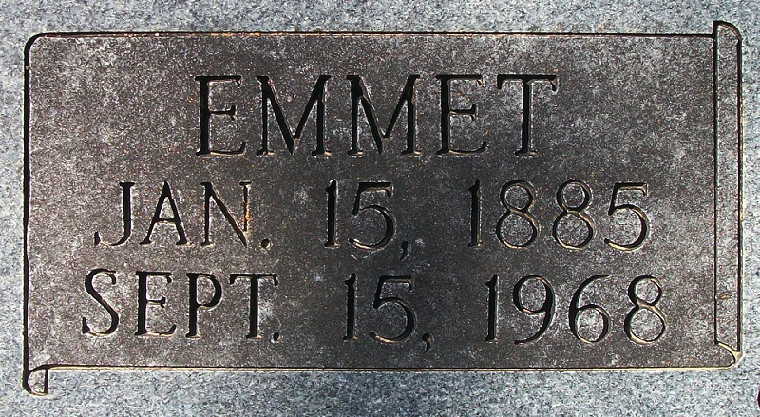 EMMET
JAN. 15, 1885
SEPT. 15, 1968